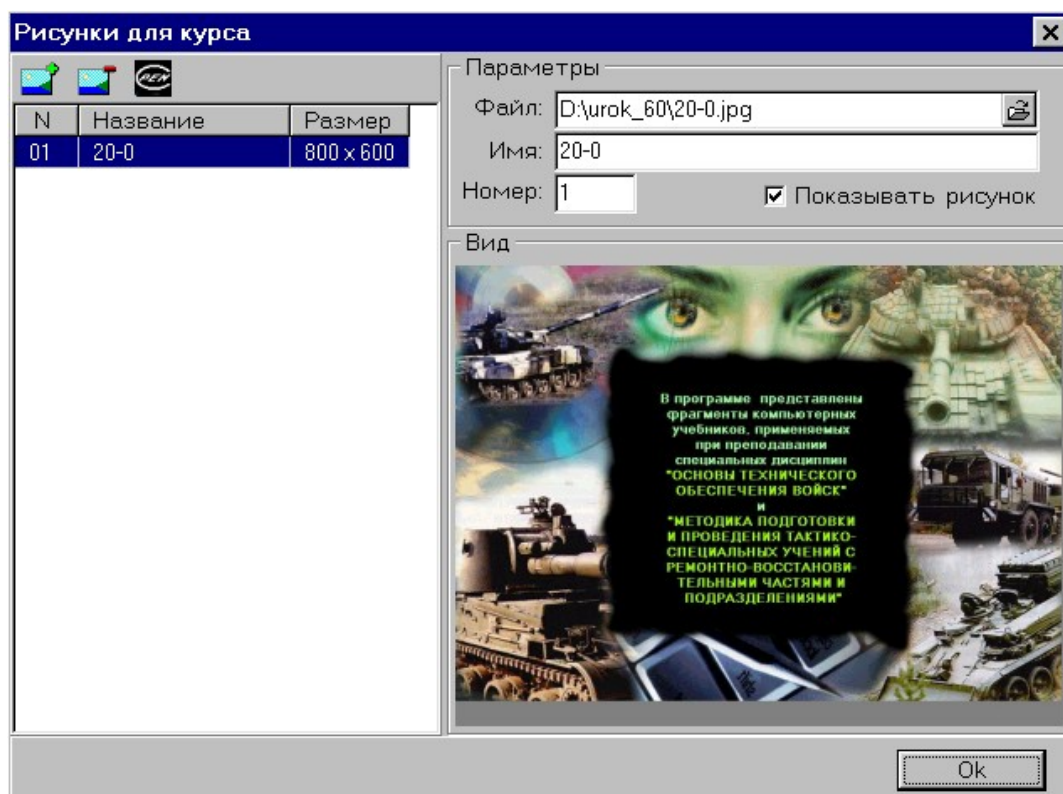 Рисунки для курса
PEN
N Название Размер
01 20-0 800 x 600
Параметры
Файл: D:\urok_60\20-0.jpg
Имя: 20-0
Номер: 1
Показывать рисунок
Вид
В программе представлены
фрагменты компьютерных
учебников, применяемых
при преподавании
специальных дисциплин
"ОСНОВЫ ТЕХНИЧЕСКОГО
ОБЕСПЕЧЕНИЯ ВОЙСК"
и
"МЕТОДИКА ПОДГОТОВКИ
И ПРОВЕДЕНИЯ ТАКТИКО-
СПЕЦИАЛЬНЫХ УЧЕНИЙ С
РЕМОНТНО-ВОССТАНОВИ-
ТЕЛЬНЫМИ ЧАСТЯМИ И
ПОДРАЗДЕЛЕНИЯМИ"
Ok